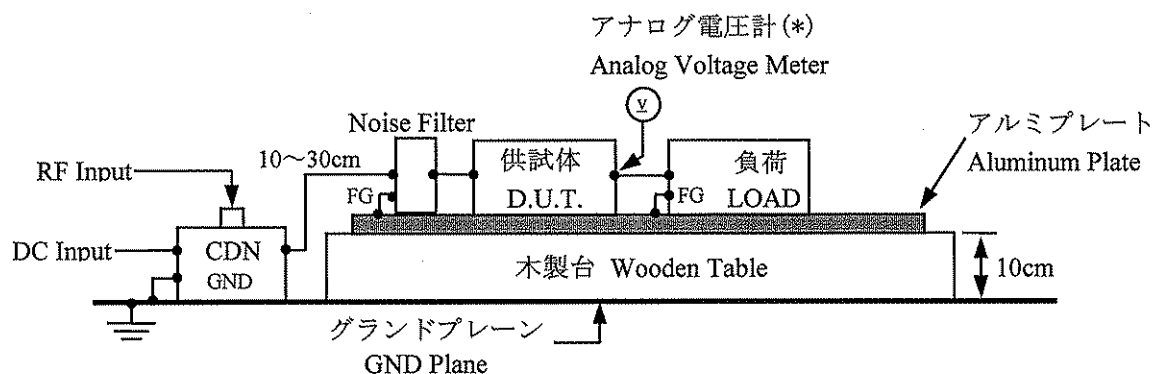 アナログ電圧計(*)
Analog Voltage Meter
v
Noise Filter
アルミプレート
Aluminum Plate
10～30cm
供試体
D.U.T.
負荷
LOAD
RF Input
FG
FG
DC Input
CDN
GND
木製台 Wooden Table
10cm
グランドプレーン
GND Plane